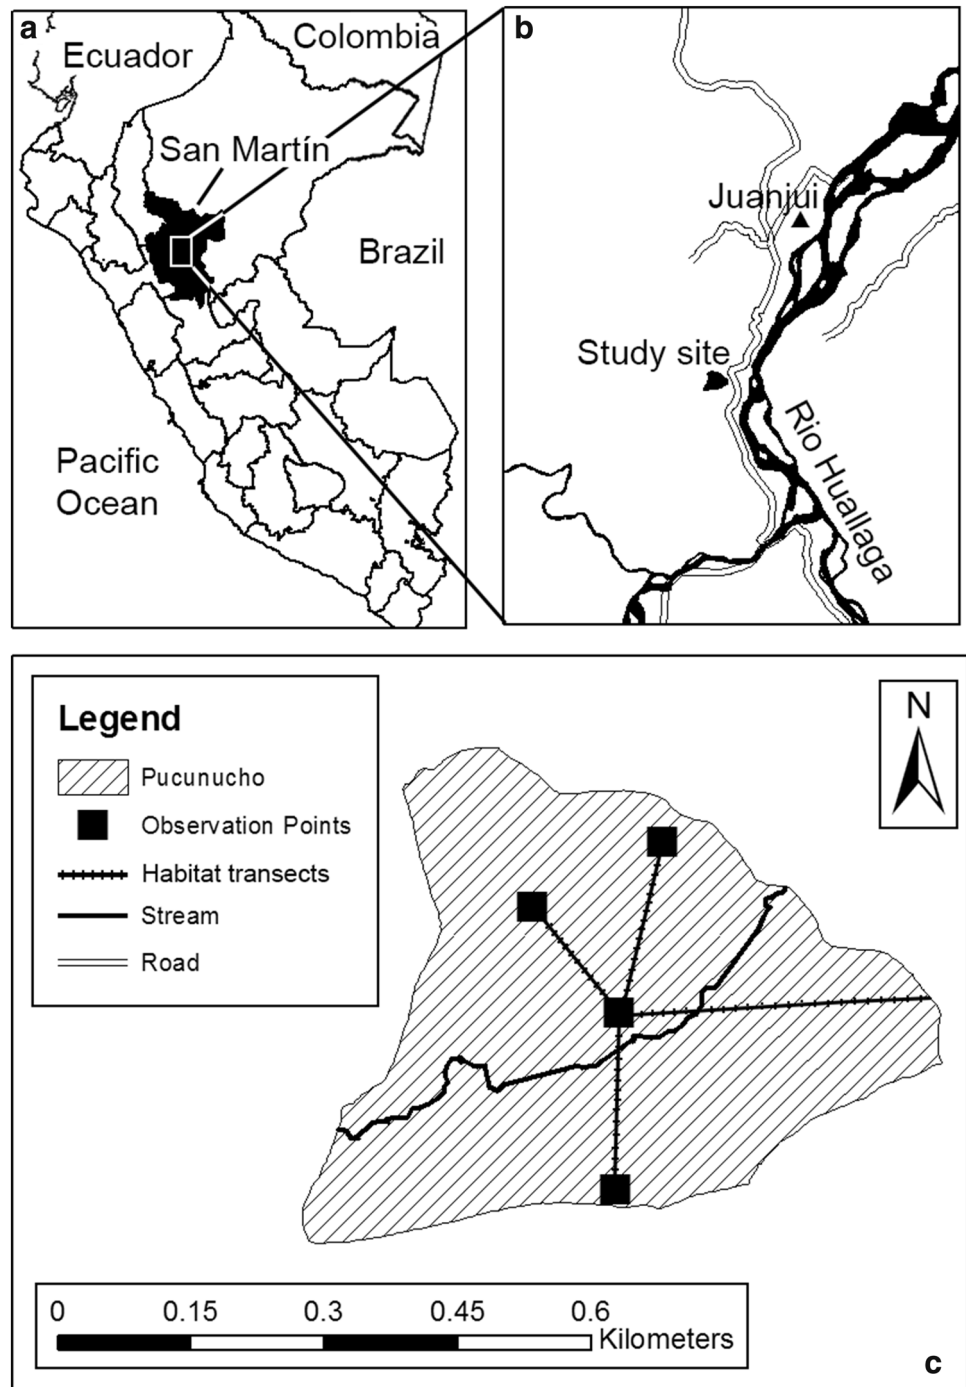 a
Ecuador
Colombia
San Martín
Brazil
Pacific
Ocean
b
Juanjui
Study site
Rio Huallaga
Legend
Pucunucho
Observation Points
Habitat transects
Stream
Road
N
0 0.15 0.3 0.45 0.6
Kilometers
c